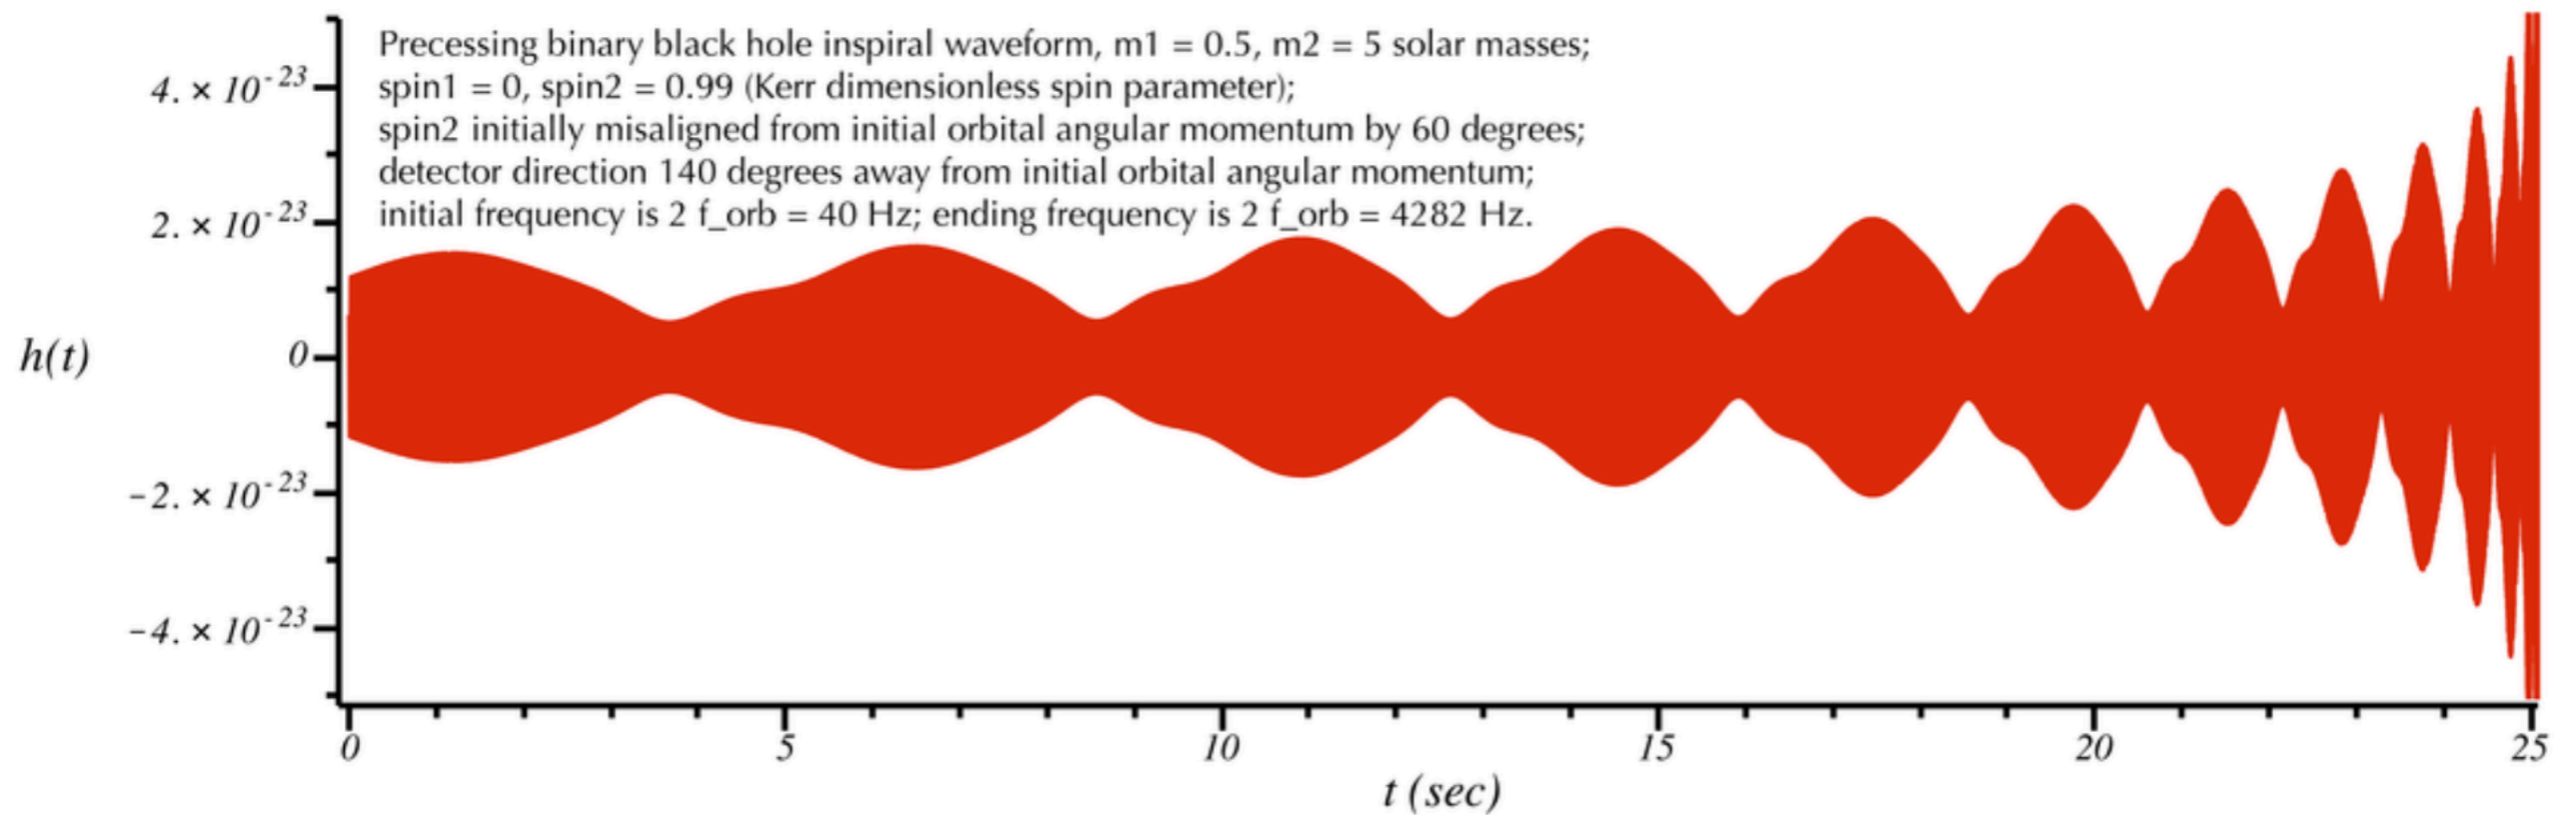 Precessing binary black hole inspiral waveform, m1 = 0.5, m2 = 5 solar masses;
spin1 = 0, spin2 = 0.99 (Kerr dimensionless spin parameter);
spin2 initially misaligned from initial orbital angular momentum by 60 degrees;
detector direction 140 degrees away from initial orbital angular momentum;
initial frequency is 2 f_orb = 40 Hz; ending frequency is 2 f_orb = 4282 Hz.
4. × 10⁻²³
2. × 10⁻²³
h(t)
0
−2. × 10⁻²³
−4. × 10⁻²³
0 5 10 15 20 25
t (sec)